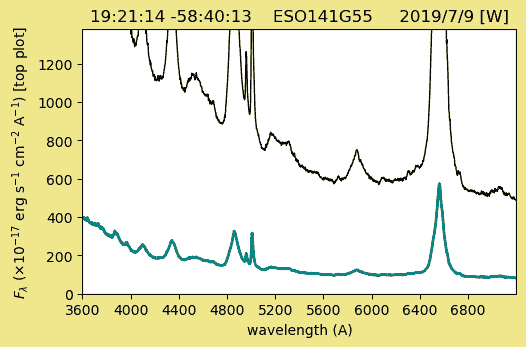 19:21:14 -58:40:13 ESO141G55 2019/7/9 [W]
Fλ (×10⁻¹⁷ erg s⁻¹ cm⁻² A⁻¹) [top plot]
1200
1000
800
600
400
200
0
3600 4000 4400 4800 5200 5600 6000 6400 6800
wavelength (A)